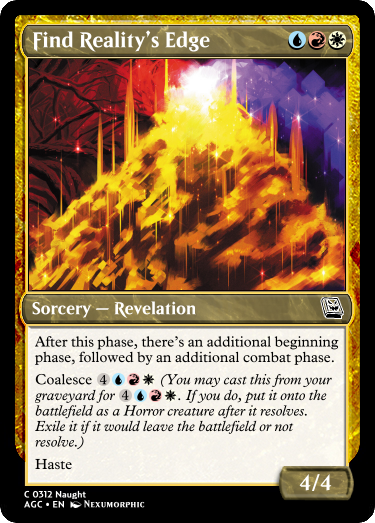 Find Reality's Edge
Sorcery — Revelation
After this phase, there's an additional beginning
phase, followed by an additional combat phase.
Coalesce 4 (You may cast this from your
graveyard for 4. If you do, put it onto the
battlefield as a Horror creature after it resolves.
Exile it if it would leave the battlefield or not
resolve.)
Haste
4/4
C 0312 Naught
AGC • EN Nexumorphic